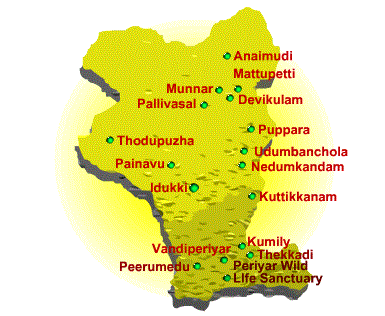 Anaimudi
Mattupetti
Munnar
Devikulam
Pallivasal
Puppara
Thodupuzha
Udumbanchola
Painavu
Nedumkandam
Idukki
Kuttikkanam
Vandiperiyar
Kumily
Thekkadi
Peerumedu
Periyar Wild
LIfe Sanctuary